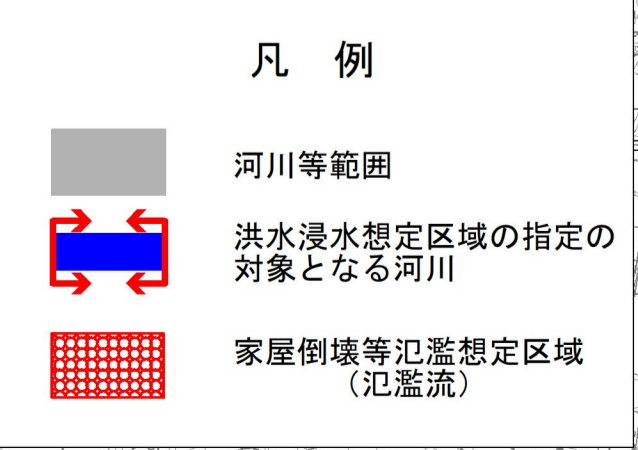 凡　例
河川等範囲
洪水浸水想定区域の指定の
対象となる河川
家屋倒壊等氾濫想定区域
（氾濫流）